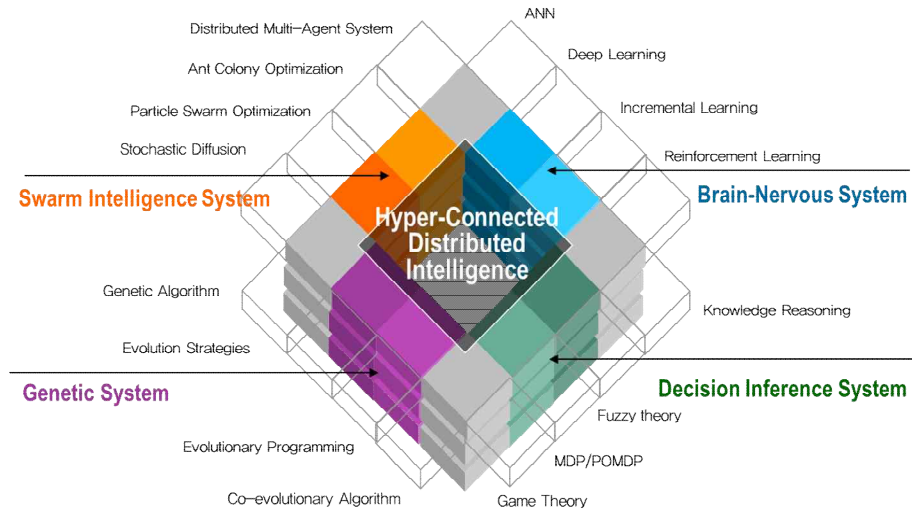 ANN
Distributed Multi-Agent System
Deep Learning
Ant Colony Optimization
Incremental Learning
Particle Swarm Optimization
Stochastic Diffusion
Reinforcement Learning
Swarm Intelligence System
Brain-Nervous System
Hyper-Connected
Distributed
Intelligence
Genetic Algorithm
Knowledge Reasoning
Evolution Strategies
Genetic System
Decision Inference System
Fuzzy theory
Evolutionary Programming
MDP/POMDP
Co-evolutionary Algorithm
Game Theory